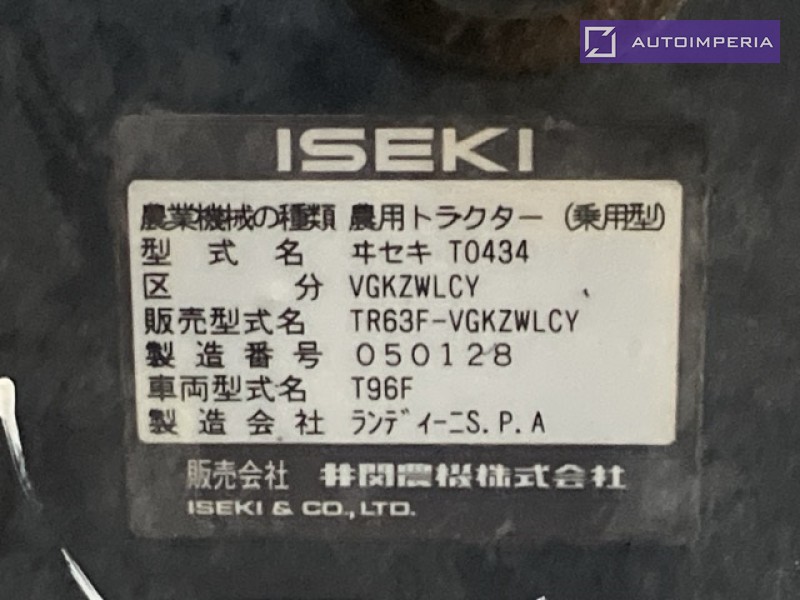 AUTOIMPERIA
ISEKI
農業機械の種類 農用トラクター (乗用型)
型式名 ヰセキ T0434
区分 VGKZWLCY
販売型式名 TR63F-VGKZWLCY
製造番号 050128
車両型式名 T96F
製造会社 ランディーニS.P.A
販売会社 井関農機株式会社
ISEKI & CO., LTD.